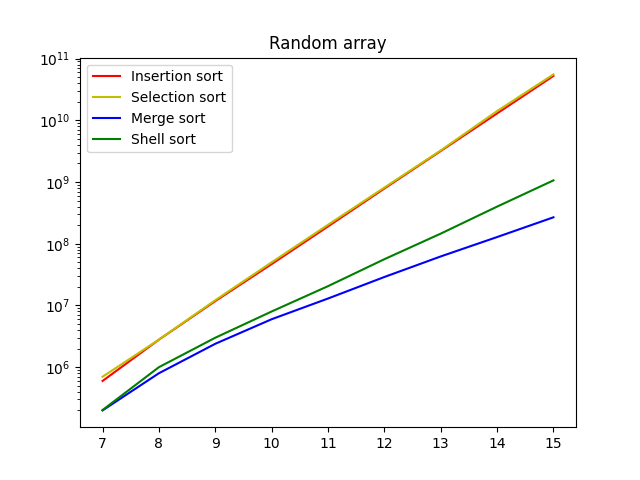 Random array
Insertion sort
Selection sort
Merge sort
Shell sort
10¹¹
10¹⁰
10⁹
10⁸
10⁷
10⁶
7 8 9 10 11 12 13 14 15